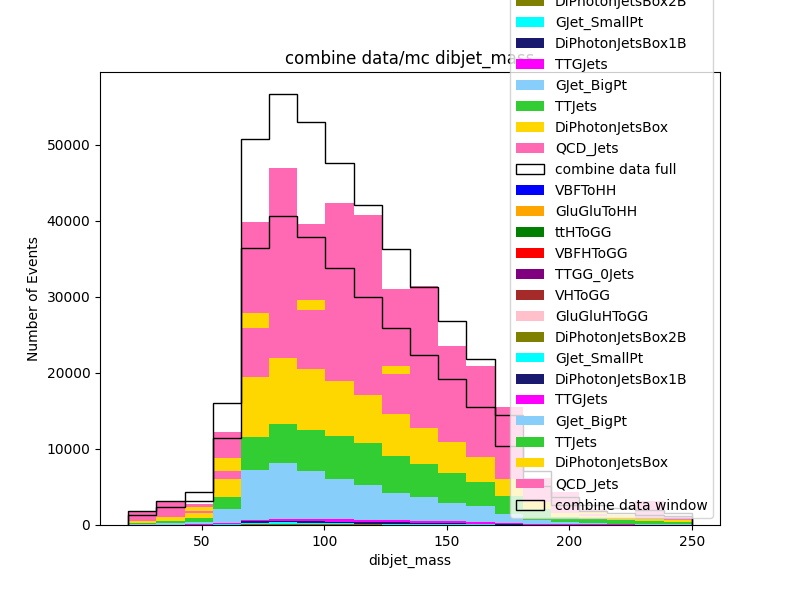 DiPhotonJetsBox2B
GJet_SmallPt
DiPhotonJetsBox1B
TTGJets
GJet_BigPt
TTJets
DiPhotonJetsBox
QCD_Jets
combine data full
VBFToHH
GluGluToHH
ttHToGG
VBFHToGG
TTGG_0Jets
VHToGG
GluGluHToGG
DiPhotonJetsBox2B
GJet_SmallPt
DiPhotonJetsBox1B
TTGJets
GJet_BigPt
TTJets
DiPhotonJetsBox
QCD_Jets
combine data window
combine data/mc dibjet_mass
Number of Events
50000
40000
30000
20000
10000
0
50
100
150
200
250
dibjet_mass